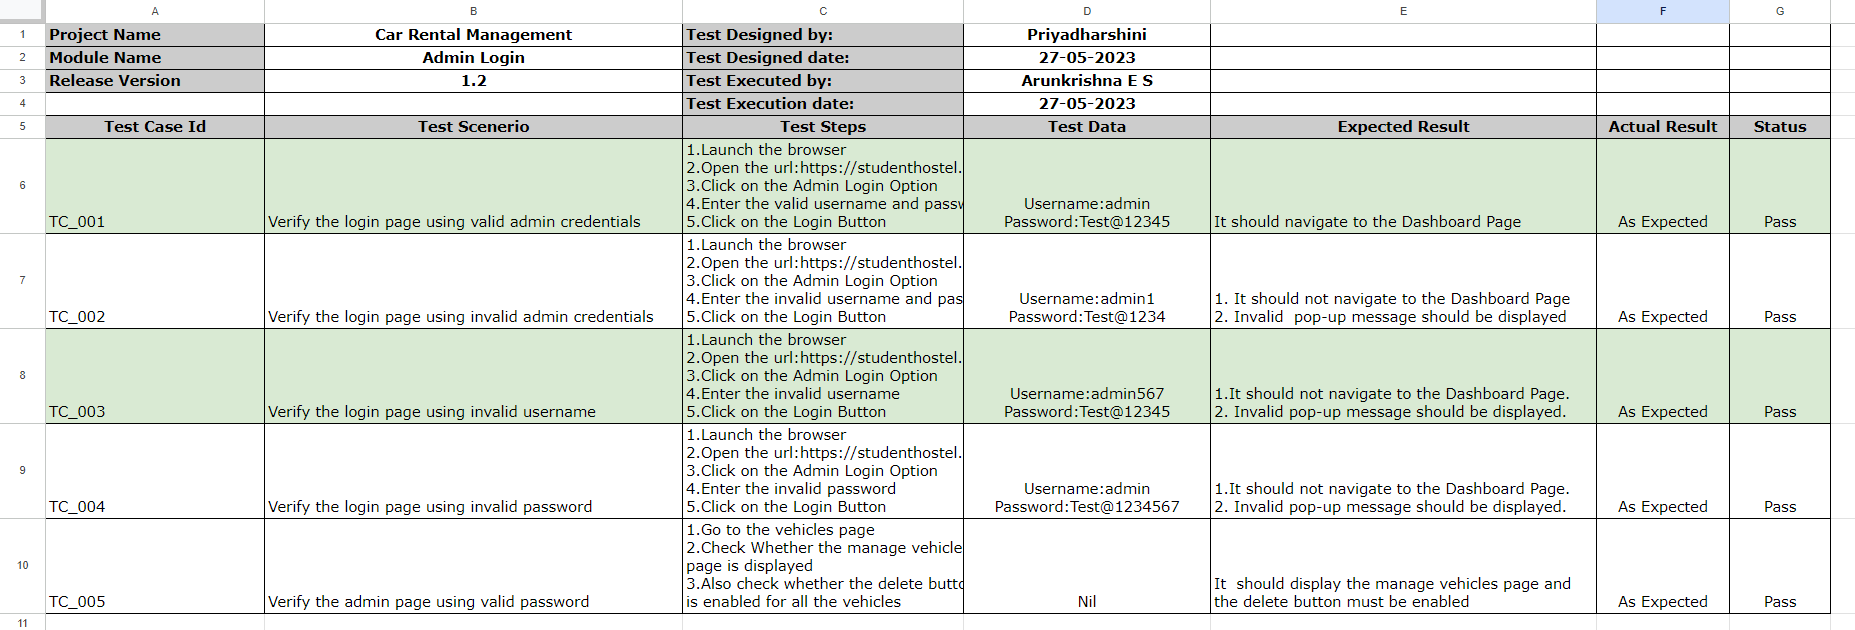 A B C D E F G
1 Project Name Car Rental Management Test Designed by: Priyadharshini
2 Module Name Admin Login Test Designed date: 27-05-2023
3 Release Version 1.2 Test Executed by: Arunkrishna E S
4 Test Execution date: 27-05-2023
5 Test Case Id Test Scenerio Test Steps Test Data Expected Result Actual Result Status
6
TC_001
Verify the login page using valid admin credentials
1.Launch the browser
2.Open the url:https://studenthostel.
3.Click on the Admin Login Option
4.Enter the valid username and passw
5.Click on the Login Button
Username:admin
Password:Test@12345
It should navigate to the Dashboard Page
As Expected
Pass
7
TC_002
Verify the login page using invalid admin credentials
1.Launch the browser
2.Open the url:https://studenthostel.
3.Click on the Admin Login Option
4.Enter the invalid username and pas
5.Click on the Login Button
Username:admin1
Password:Test@1234
1. It should not navigate to the Dashboard Page
2. Invalid  pop-up message should be displayed
As Expected
Pass
8
TC_003
Verify the login page using invalid username
1.Launch the browser
2.Open the url:https://studenthostel.
3.Click on the Admin Login Option
4.Enter the invalid username
5.Click on the Login Button
Username:admin567
Password:Test@12345
1.It should not navigate to the Dashboard Page.
2. Invalid pop-up message should be displayed.
As Expected
Pass
9
TC_004
Verify the login page using invalid password
1.Launch the browser
2.Open the url:https://studenthostel.
3.Click on the Admin Login Option
4.Enter the invalid password
5.Click on the Login Button
Username:admin
Password:Test@1234567
1.It should not navigate to the Dashboard Page.
2. Invalid pop-up message should be displayed.
As Expected
Pass
10
TC_005
Verify the admin page using valid password
1.Go to the vehicles page
2.Check Whether the manage vehicle
page is displayed
3.Also check whether the delete butto
is enabled for all the vehicles
Nil
It  should display the manage vehicles page and
the delete button must be enabled
As Expected
Pass
11